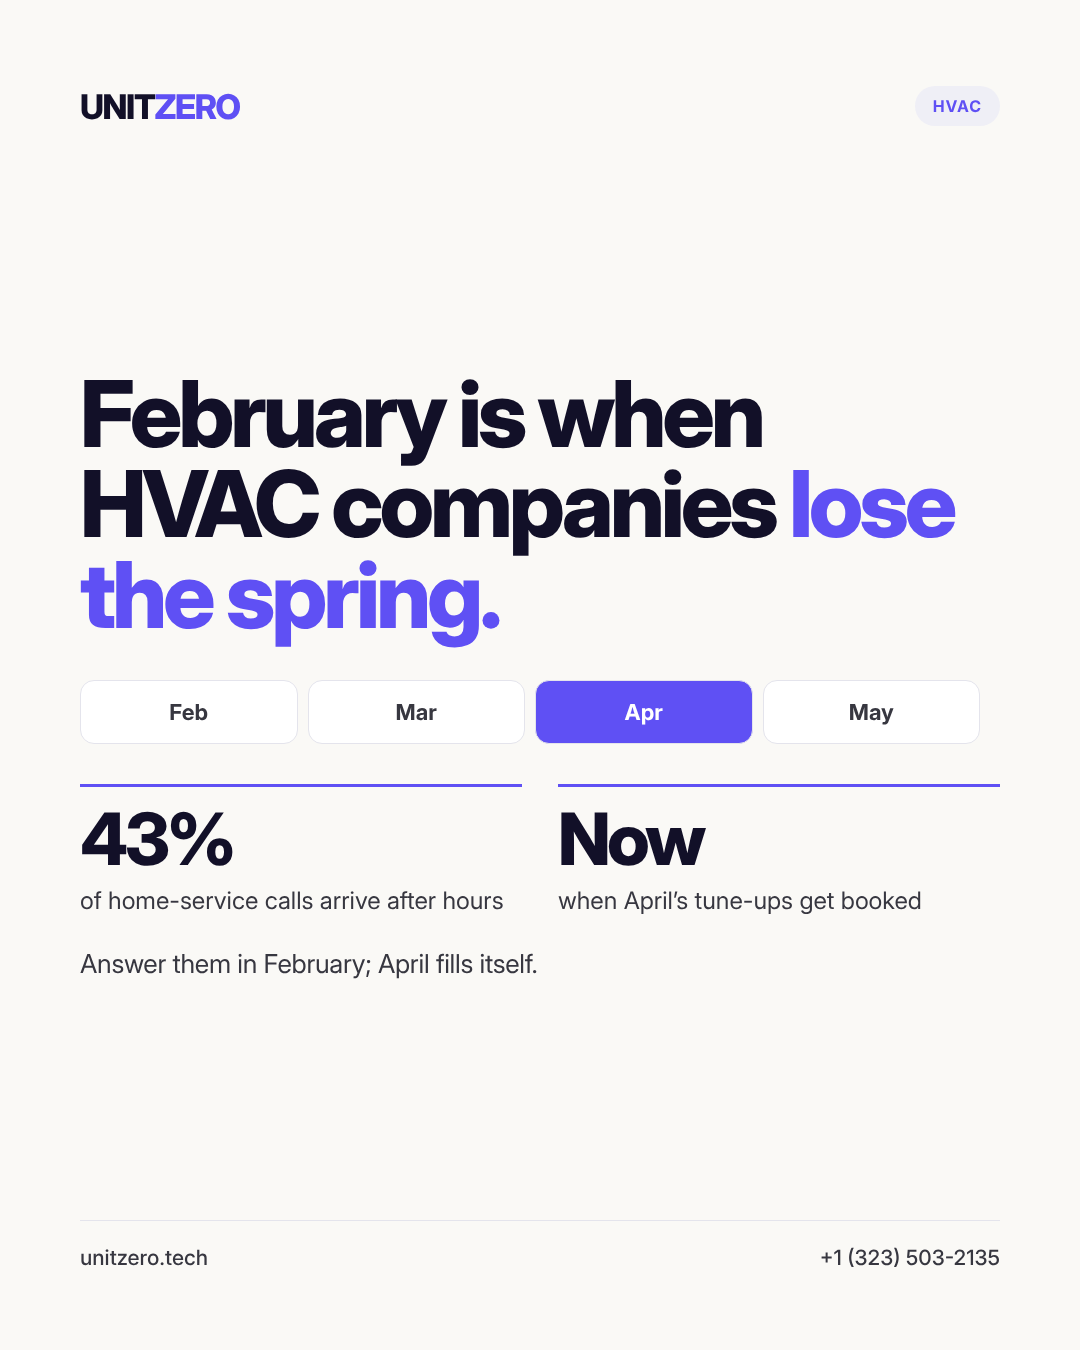 UNITZERO
HVAC
February is when
HVAC companies lose
the spring.
Feb
Mar
Apr
May
43%
of home-service calls arrive after hours
Now
when April’s tune-ups get booked
Answer them in February; April fills itself.
unitzero.tech
+1 (323) 503-2135